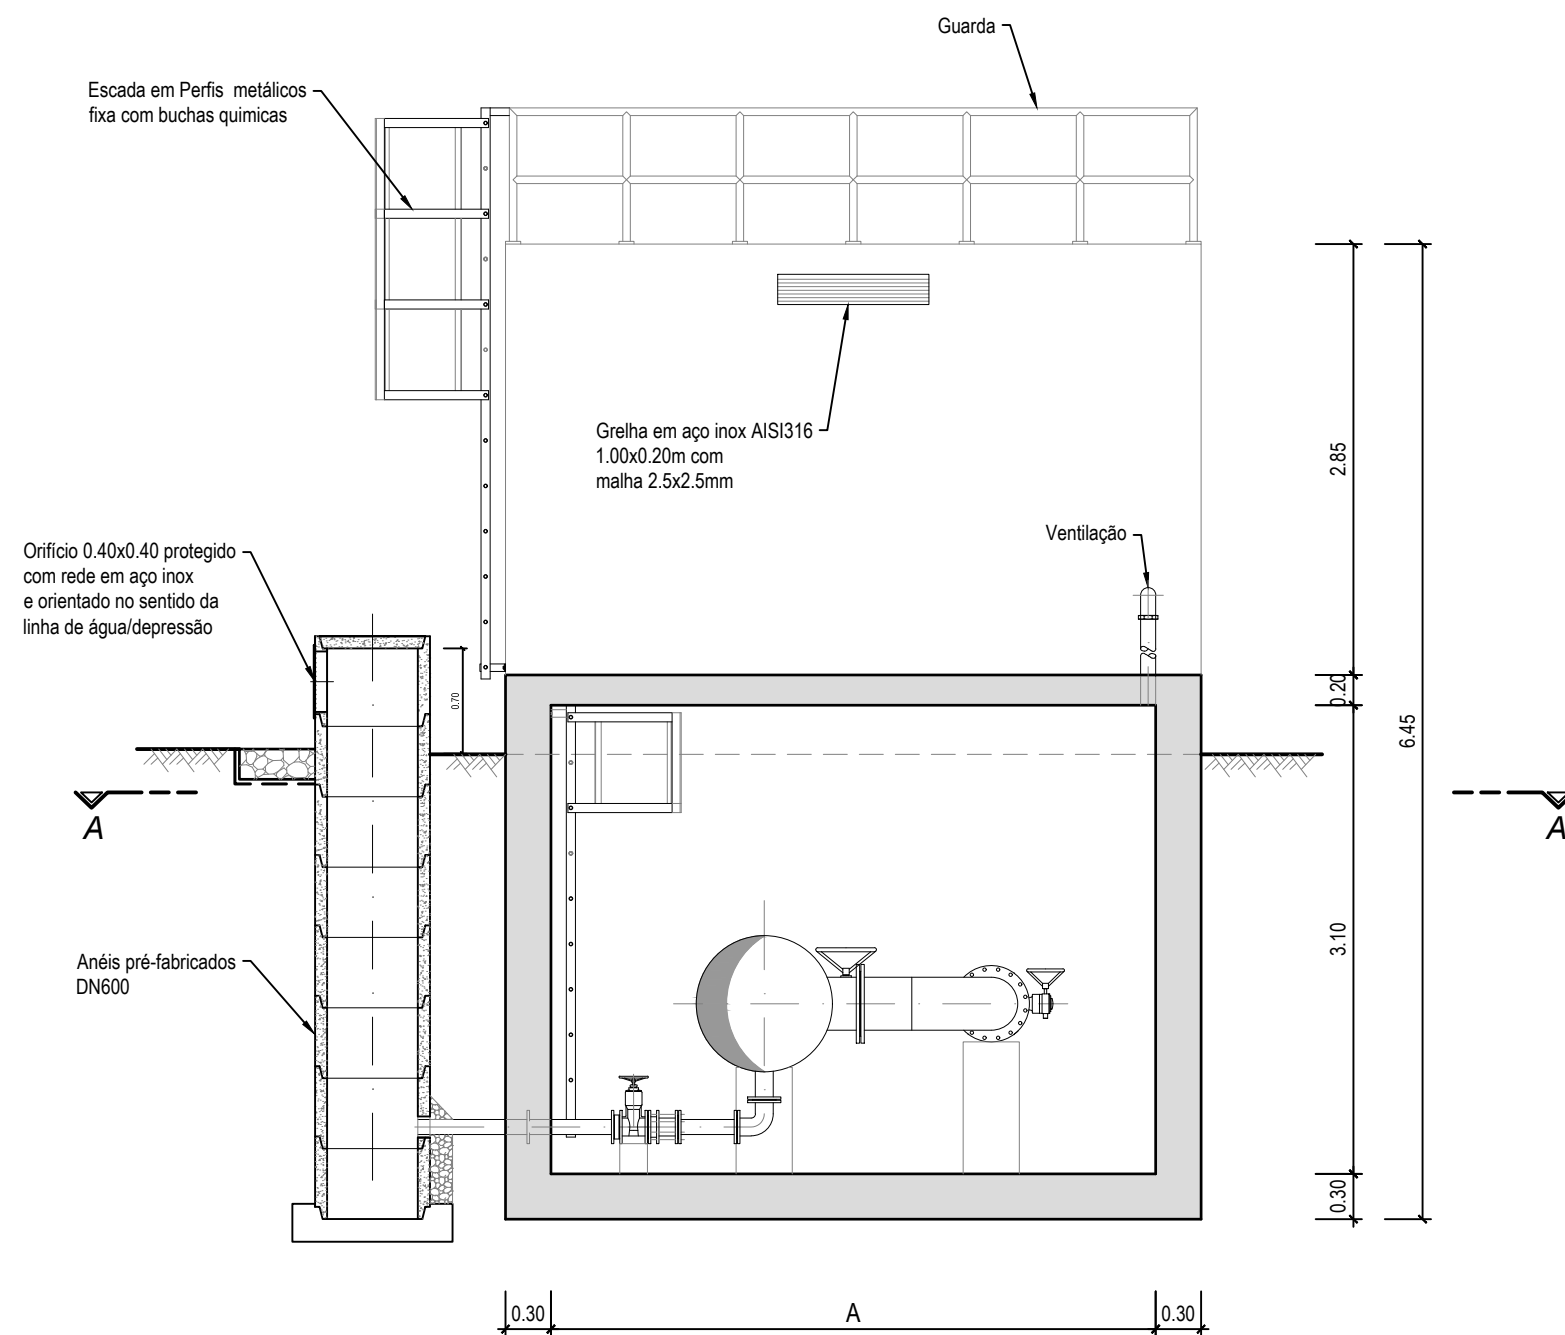 Guarda
Escada em Perfis metálicos
fixa com buchas quimicas
Grelha em aço inox AISI316
1.00x0.20m com
malha 2.5x2.5mm
2.85
Ventilação
Orifício 0.40x0.40 protegido
com rede em aço inox
e orientado no sentido da
linha de água/depressão
0.70
0.20
6.45
A
A
3.10
Anéis pré-fabricados
DN600
0.30
0.30
A
0.30